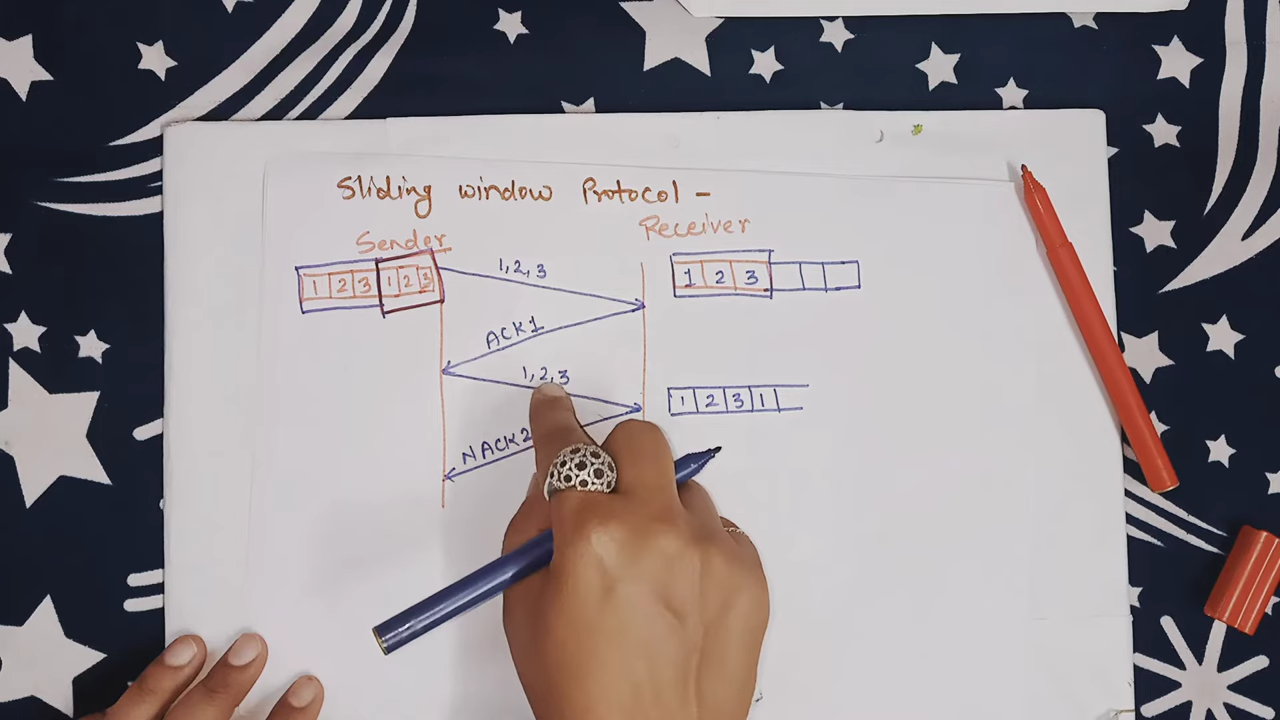 Sliding window Protocol -
Sender Receiver
1 2 3 1 2 3
1, 2, 3
1 2 3
ACK1
1, 2, 3
1 2 3 1
NACK2